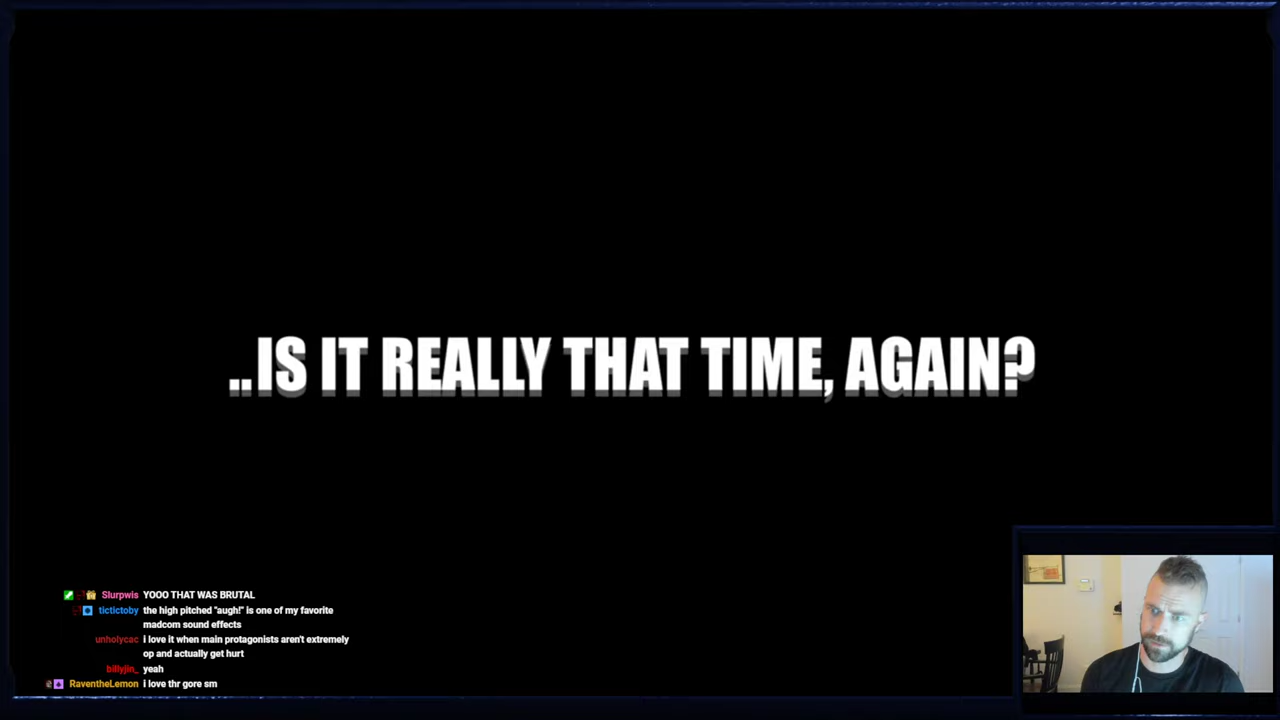 ..IS IT REALLY THAT TIME, AGAIN?
Slurpwis YOOO THAT WAS BRUTAL
tictictoby the high pitched "augh!" is one of my favorite
madcom sound effects
unholycac i love it when main protagonists aren't extremely
op and actually get hurt
billyjin_ yeah
RaventheLemon i love thr gore sm